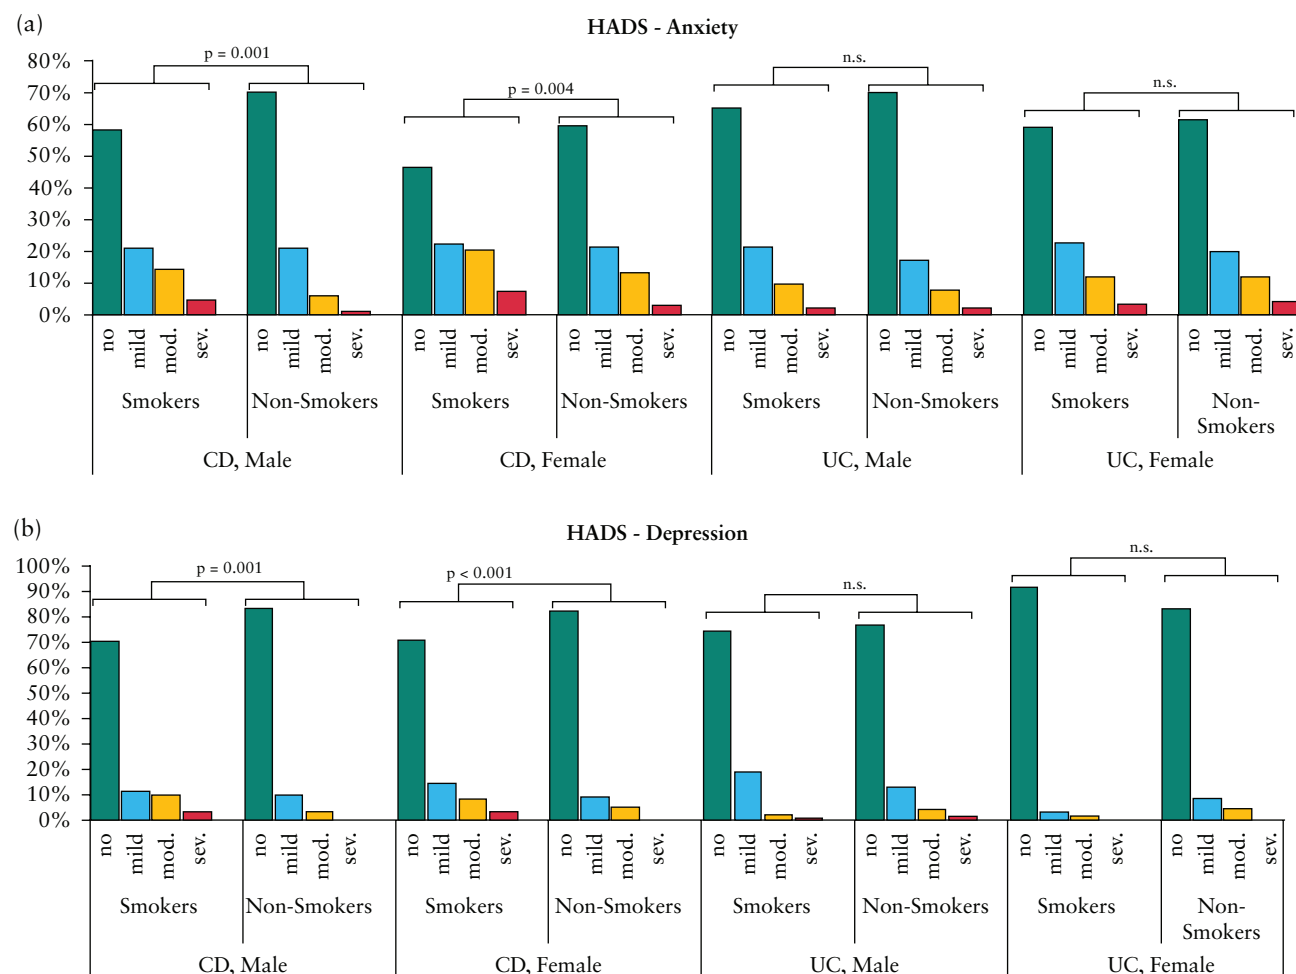 (a)
HADS - Anxiety
80%
70%
60%
50%
40%
30%
20%
10%
0%
p = 0.001
p = 0.004
n.s.
n.s.
no mild mod. sev. no mild mod. sev. no mild mod. sev. no mild mod. sev. no mild mod. sev. no mild mod. sev. no mild mod. sev. no mild mod. sev.
Smokers Non-Smokers Smokers Non-Smokers Smokers Non-Smokers Smokers Non-
Smokers
CD, Male CD, Female UC, Male UC, Female
(b)
HADS - Depression
100%
90%
80%
70%
60%
50%
40%
30%
20%
10%
0%
p = 0.001
p < 0.001
n.s.
n.s.
no mild mod. sev. no mild mod. sev. no mild mod. sev. no mild mod. sev. no mild mod. sev. no mild mod. sev. no mild mod. sev. no mild mod. sev.
Smokers Non-Smokers Smokers Non-Smokers Smokers Non-Smokers Smokers Non-
Smokers
CD, Male CD, Female UC, Male UC, Female